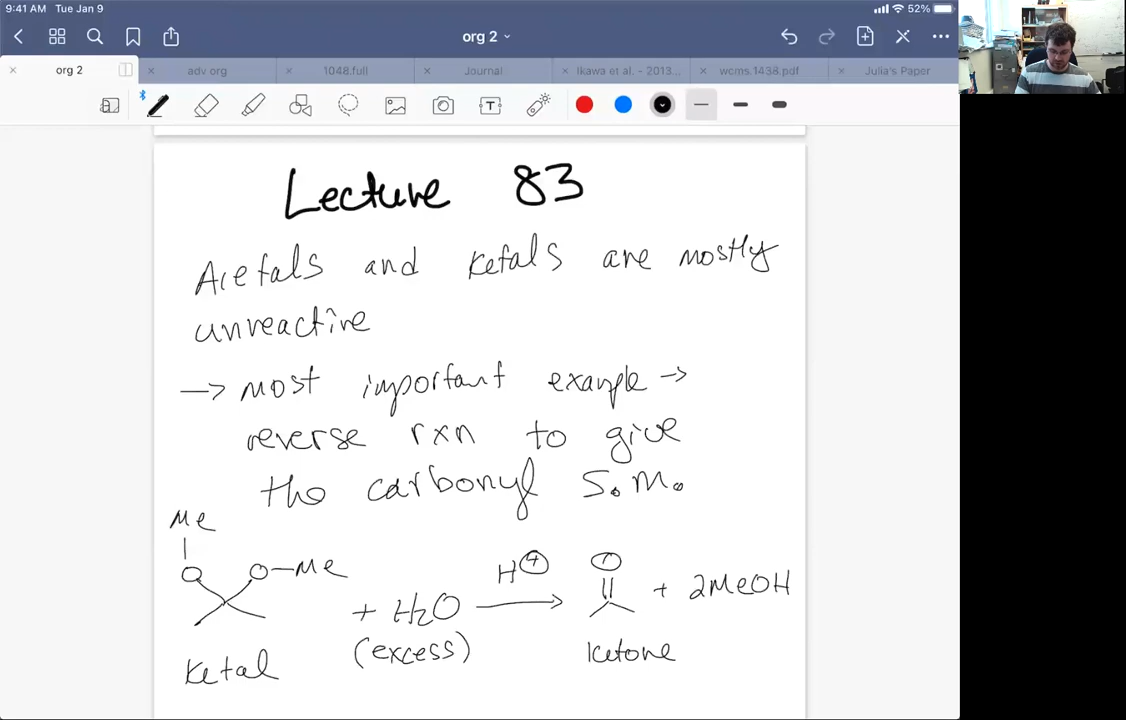 9:41 AM Tue Jan 9
52%
org 2
org 2
adv org
1048.full
Journal
Ikawa et al. - 2013...
wcms.1438.pdf
Julia's Paper
T
Lecture 83
Acetals and Ketals are mostly
unreactive
→ most important example →
reverse rxn to give
the carbonyl S.M.
Me
O O-Me
+ H2O
(excess)
H⊕
O
+ 2MeOH
Ketal
Ketone